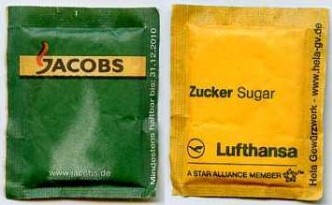 JACOBS
www.jacobs.de
Mindestens haltbar bis: 31.12.2010
Zucker Sugar
Lufthansa
A STAR ALLIANCE MEMBER
Hela Gewürzwerk - www.hela-gv.de